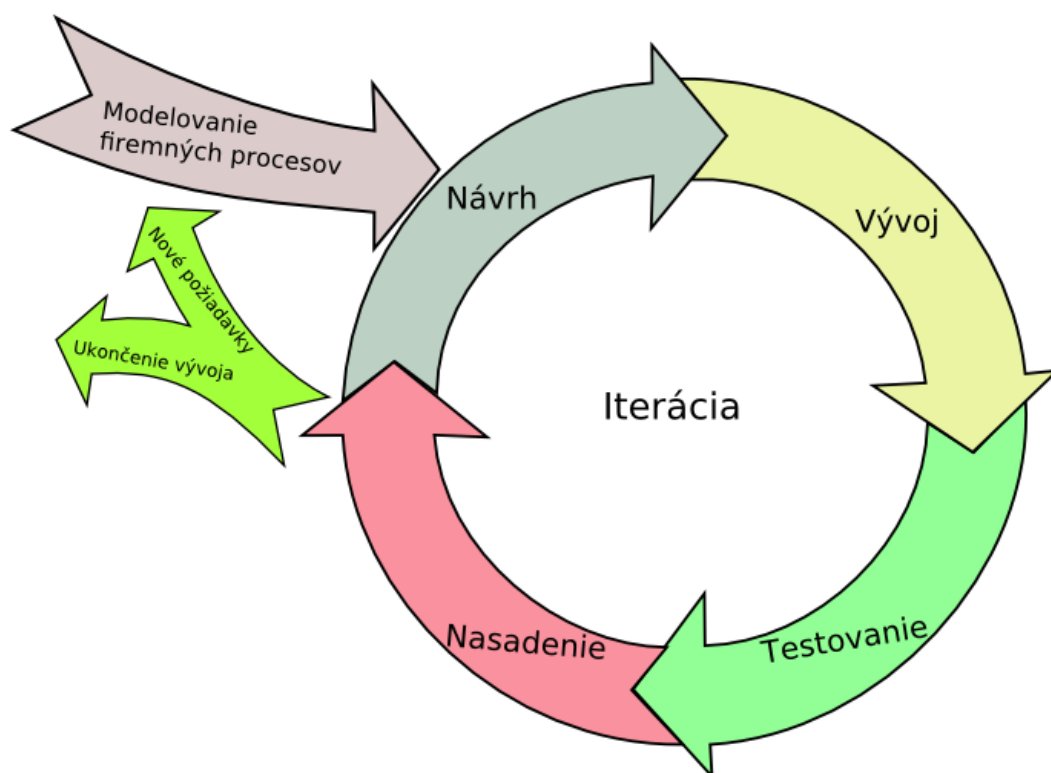 Modelovanie
firemných procesov
Návrh
Vývoj
Nové požiadavky
Ukončenie vývoja
Iterácia
Nasadenie
Testovanie